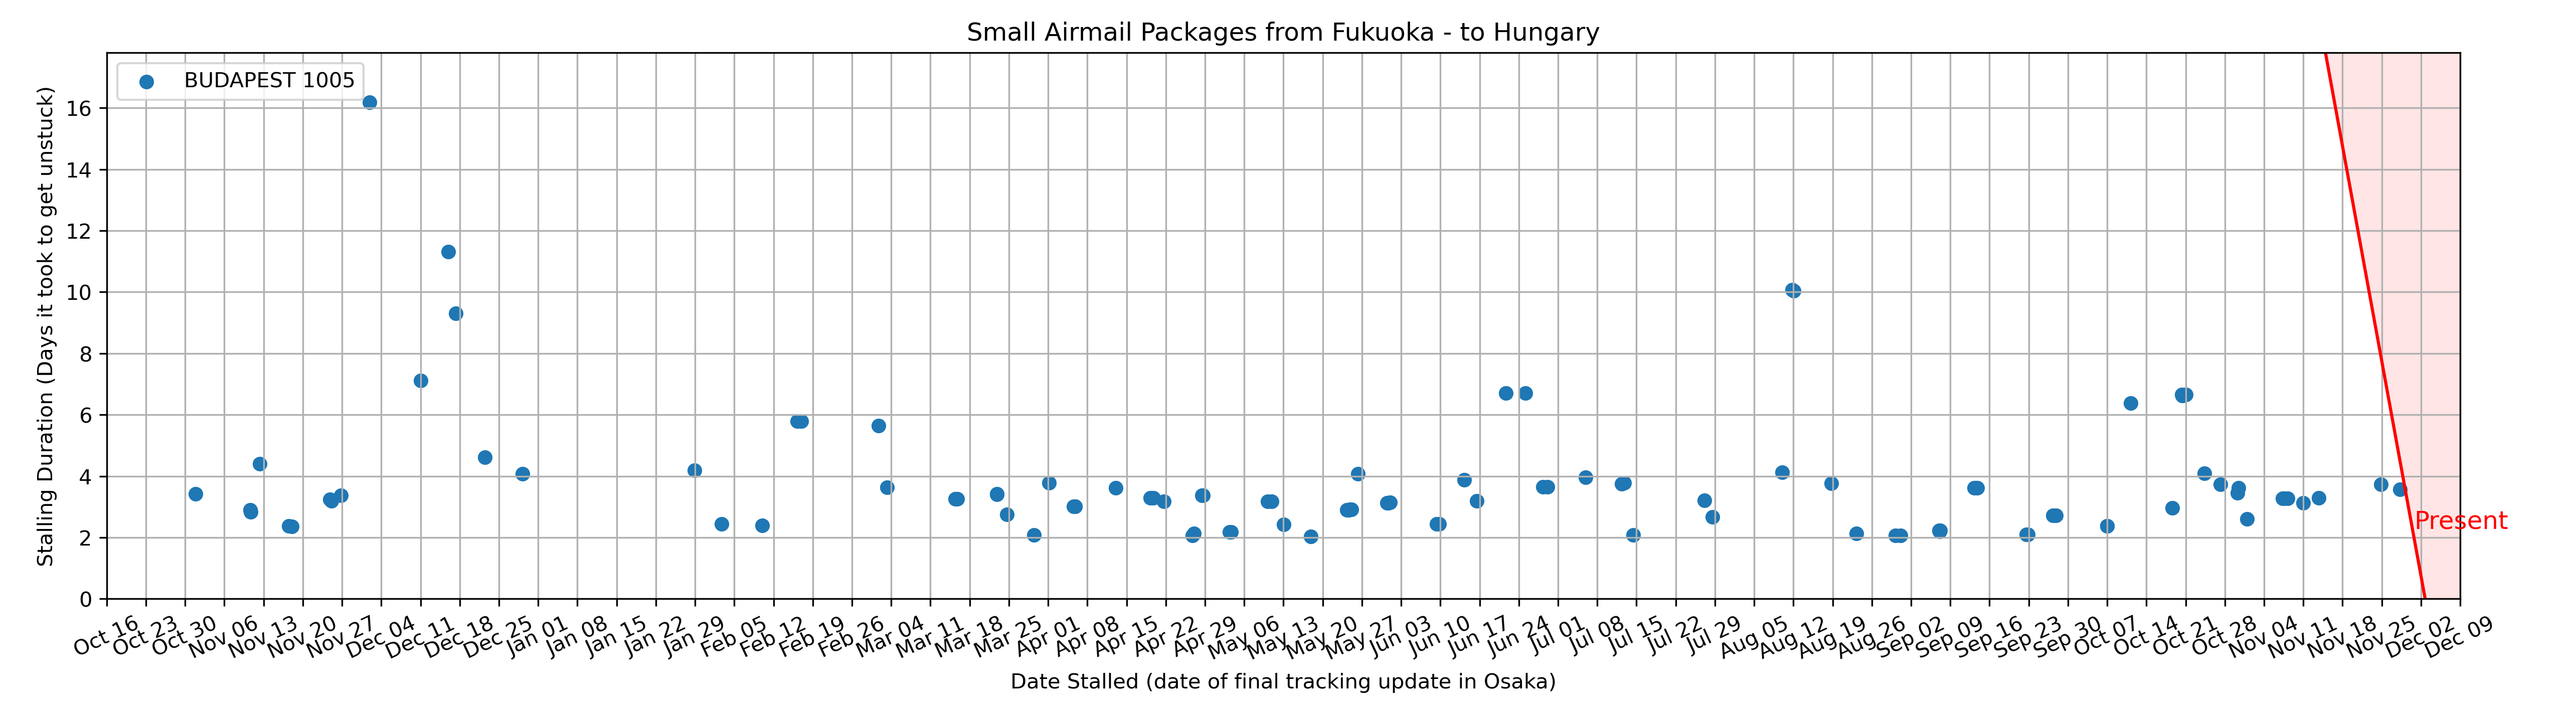 Small Airmail Packages from Fukuoka - to Hungary
BUDAPEST 1005
Stalling Duration (Days it took to get unstuck)
16
14
12
10
8
6
4
2
0
Present
Oct 16
Oct 23
Oct 30
Nov 06
Nov 13
Nov 20
Nov 27
Dec 04
Dec 11
Dec 18
Dec 25
Jan 01
Jan 08
Jan 15
Jan 22
Jan 29
Feb 05
Feb 12
Feb 19
Feb 26
Mar 04
Mar 11
Mar 18
Mar 25
Apr 01
Apr 08
Apr 15
Apr 22
Apr 29
May 06
May 13
May 20
May 27
Jun 03
Jun 10
Jun 17
Jun 24
Jul 01
Jul 08
Jul 15
Jul 22
Jul 29
Aug 05
Aug 12
Aug 19
Aug 26
Sep 02
Sep 09
Sep 16
Sep 23
Sep 30
Oct 07
Oct 14
Oct 21
Oct 28
Nov 04
Nov 11
Nov 18
Nov 25
Dec 02
Dec 09
Date Stalled (date of final tracking update in Osaka)